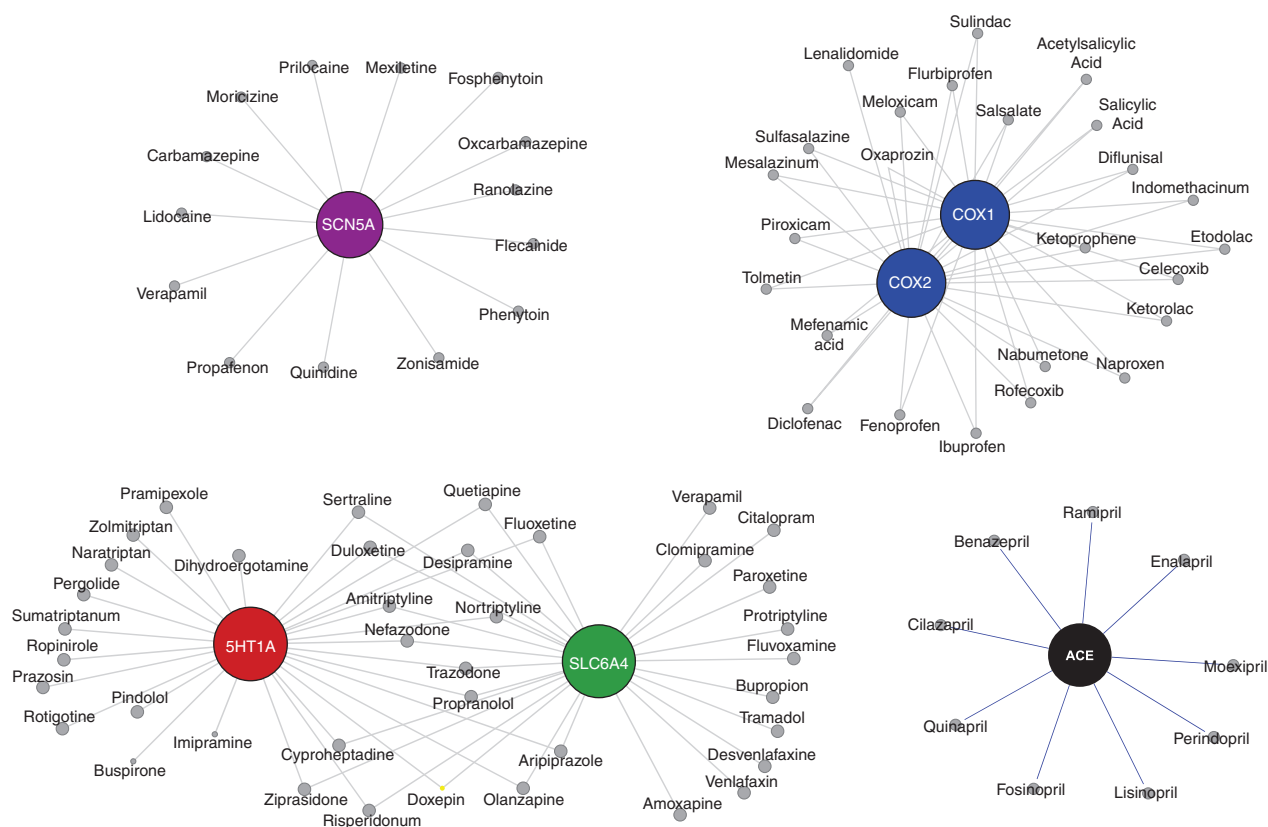 Prilocaine
Mexiletine
Fosphenytoin
Moricizine
Oxcarbamazepine
Carbamazepine
Ranolazine
Lidocaine
SCN5A
Flecainide
Verapamil
Phenytoin
Propafenon
Quinidine
Zonisamide
Sulindac
Acetylsalicylic
Acid
Lenalidomide
Flurbiprofen
Meloxicam
Salsalate
Salicylic
Acid
Sulfasalazine
Oxaprozin
Mesalazinum
Diflunisal
Indomethacinum
COX1
Piroxicam
Ketoprophene
Etodolac
COX2
Celecoxib
Tolmetin
Ketorolac
Mefenamic
acid
Nabumetone
Naproxen
Rofecoxib
Diclofenac
Fenoprofen
Ibuprofen
Pramipexole
Sertraline
Quetiapine
Verapamil
Zolmitriptan
Fluoxetine
Citalopram
Naratriptan
Dihydroergotamine
Duloxetine
Desipramine
Clomipramine
Pergolide
Paroxetine
Sumatriptanum
Amitriptyline
Nortriptyline
Protriptyline
Ropinirole
5HT1A
Nefazodone
SLC6A4
Fluvoxamine
Prazosin
Trazodone
Bupropion
Pindolol
Propranolol
Rotigotine
Tramadol
Imipramine
Cyproheptadine
Aripiprazole
Desvenlafaxine
Buspirone
Venlafaxin
Ziprasidone
Doxepin
Olanzapine
Amoxapine
Risperidonum
Ramipril
Benazepril
Enalapril
Cilazapril
ACE
Moexipril
Quinapril
Perindopril
Fosinopril
Lisinopril